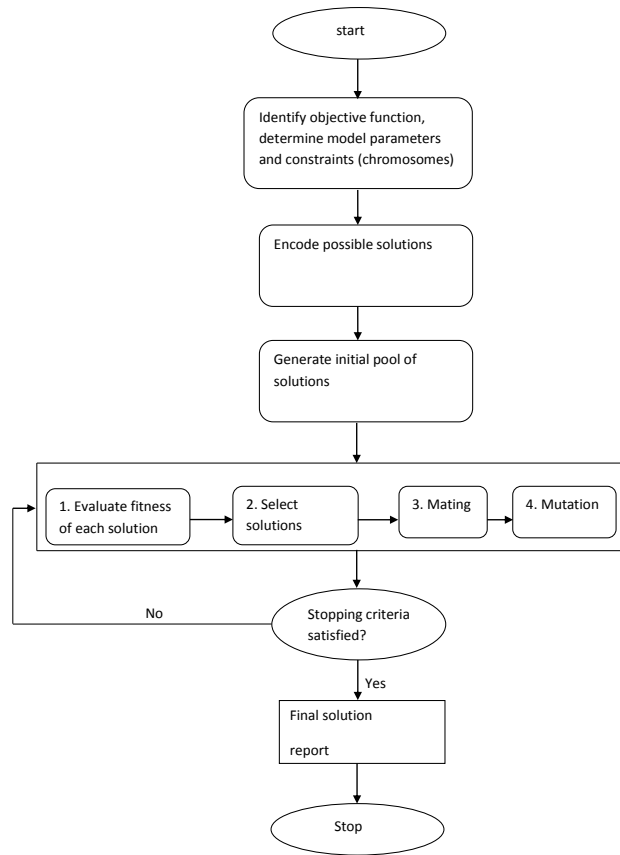 start
Identify objective function,
determine model parameters
and constraints (chromosomes)
Encode possible solutions
Generate initial pool of
solutions
1. Evaluate fitness
of each solution
2. Select
solutions
3. Mating
4. Mutation
No
Stopping criteria
satisfied?
Yes
Final solution
report
Stop